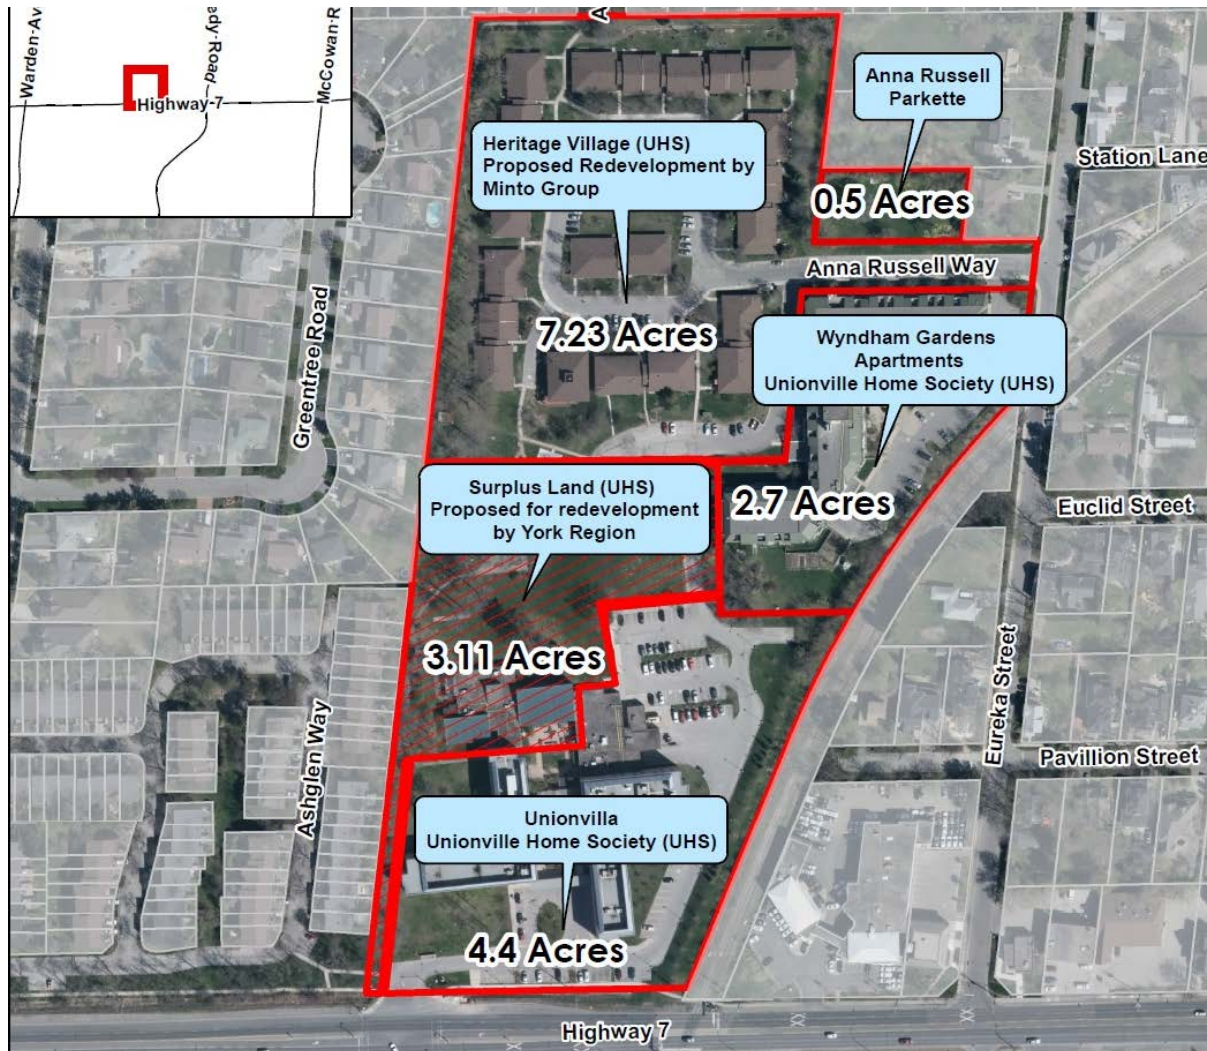 Warden-Av
Highway-7
ady-Road
McCowan-R
A
Anna Russell
Parkette
Heritage Village (UHS)
Proposed Redevelopment by
Minto Group
Station Lane
0.5 Acres
Anna Russell Way
7.23 Acres
Wyndham Gardens
Apartments
Unionville Home Society (UHS)
Greentree Road
Surplus Land (UHS)
Proposed for redevelopment
by York Region
2.7 Acres
Euclid Street
3.11 Acres
Eureka Street
Ashglen Way
Pavillion Street
Unionvilla
Unionville Home Society (UHS)
4.4 Acres
Highway 7